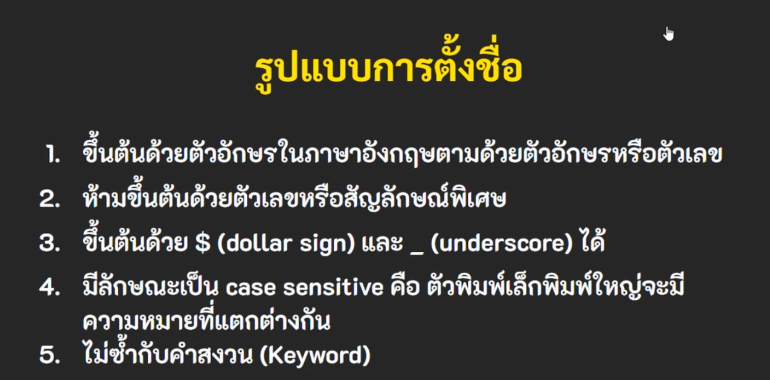 รูปแบบการตั้งชื่อ
1. ขึ้นต้นด้วยตัวอักษรในภาษาอังกฤษตามด้วยตัวอักษรหรือตัวเลข
2. ห้ามขึ้นต้นด้วยตัวเลขหรือสัญลักษณ์พิเศษ
3. ขึ้นต้นด้วย $ (dollar sign) และ _ (underscore) ได้
4. มีลักษณะเป็น case sensitive คือ ตัวพิมพ์เล็กพิมพ์ใหญ่จะมี
ความหมายที่แตกต่างกัน
5. ไม่ซ้ำกับคำสงวน (Keyword)